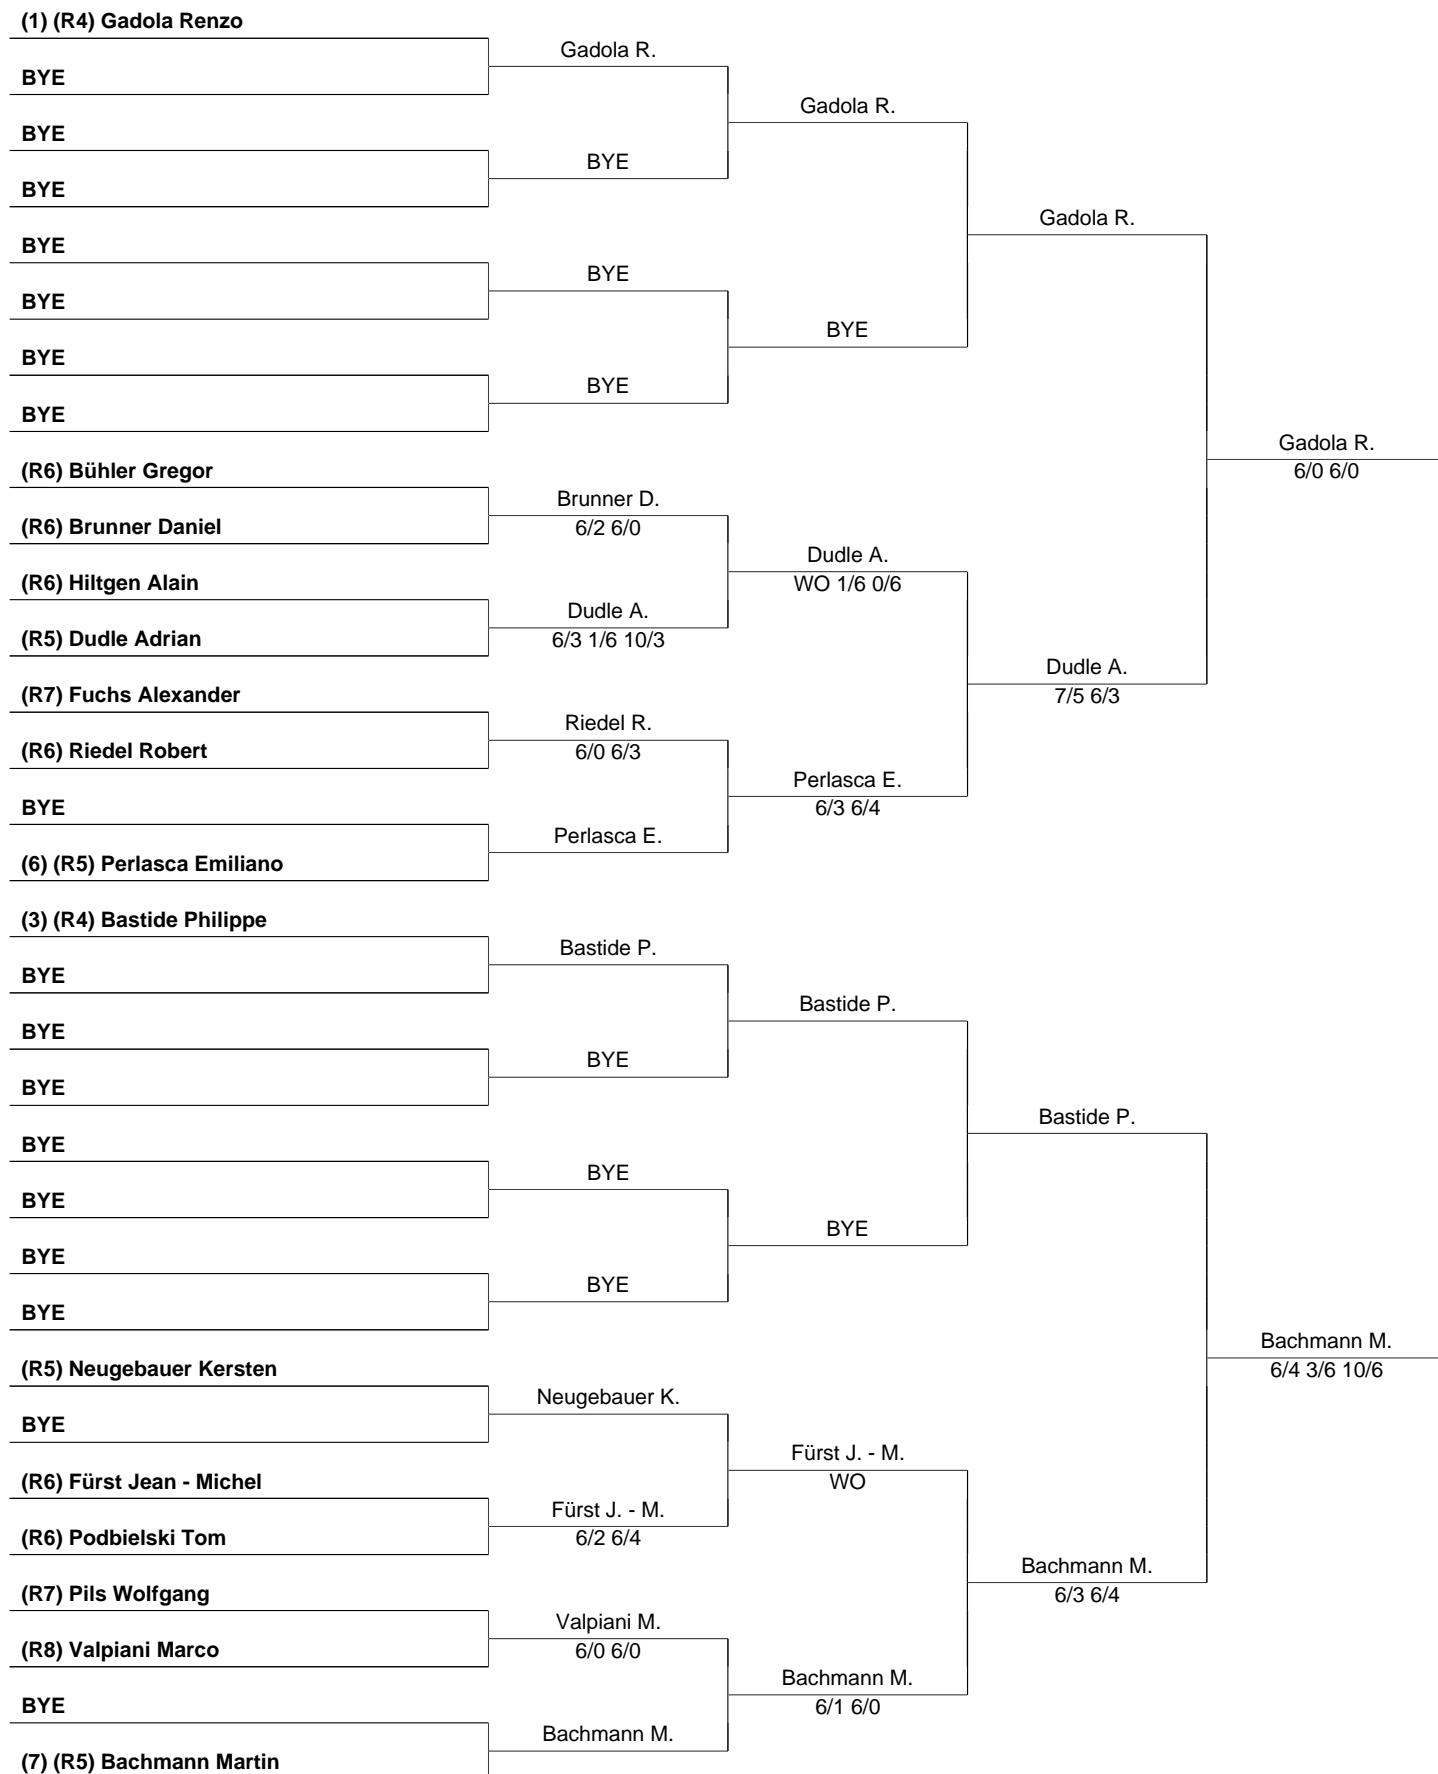 (1) (R4) Gadola Renzo
Gadola R.
BYE
Gadola R.
BYE
BYE
BYE
Gadola R.
BYE
BYE
BYE
BYE
BYE
BYE
BYE
Gadola R.
6/0 6/0
(R6) Bühler Gregor
Brunner D.
6/2 6/0
(R6) Brunner Daniel
Dudle A.
WO 1/6 0/6
(R6) Hiltgen Alain
Dudle A.
6/3 1/6 10/3
(R5) Dudle Adrian
Dudle A.
7/5 6/3
(R7) Fuchs Alexander
Riedel R.
6/0 6/3
(R6) Riedel Robert
Perlasca E.
6/3 6/4
BYE
Perlasca E.
(6) (R5) Perlasca Emiliano
(3) (R4) Bastide Philippe
Bastide P.
BYE
Bastide P.
BYE
BYE
BYE
Bastide P.
BYE
BYE
BYE
BYE
BYE
BYE
BYE
Bachmann M.
6/4 3/6 10/6
(R5) Neugebauer Kersten
Neugebauer K.
BYE
Fürst J. - M.
WO
(R6) Fürst Jean - Michel
Fürst J. - M.
6/2 6/4
(R6) Podbielski Tom
Bachmann M.
6/3 6/4
(R7) Pils Wolfgang
Valpiani M.
6/0 6/0
(R8) Valpiani Marco
Bachmann M.
6/1 6/0
BYE
Bachmann M.
(7) (R5) Bachmann Martin